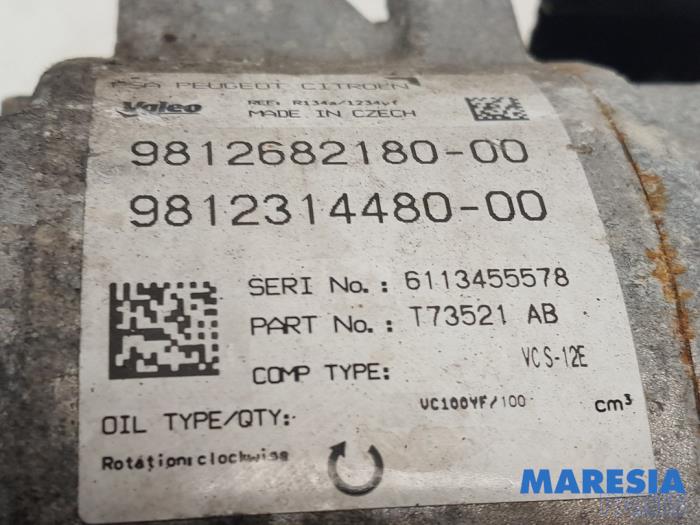 PSA PEUGEOT CITROEN
Valeo REF: R134a/1234yf
MADE IN CZECH
9812682180-00
9812314480-00
SERI No.: 6113455578
PART No.: T73521 AB
COMP TYPE: VCS-12E
OIL TYPE/QTY: VC100YF/100 cm³
Rotation:clockwise
MARESIA